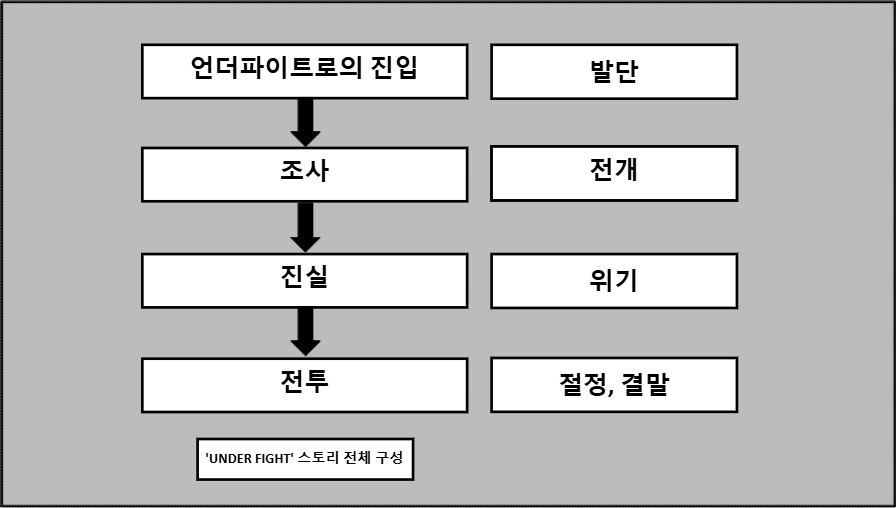 언더파이트로의 진입
발단
조사
전개
진실
위기
전투
절정, 결말
'UNDER FIGHT' 스토리 전체 구성